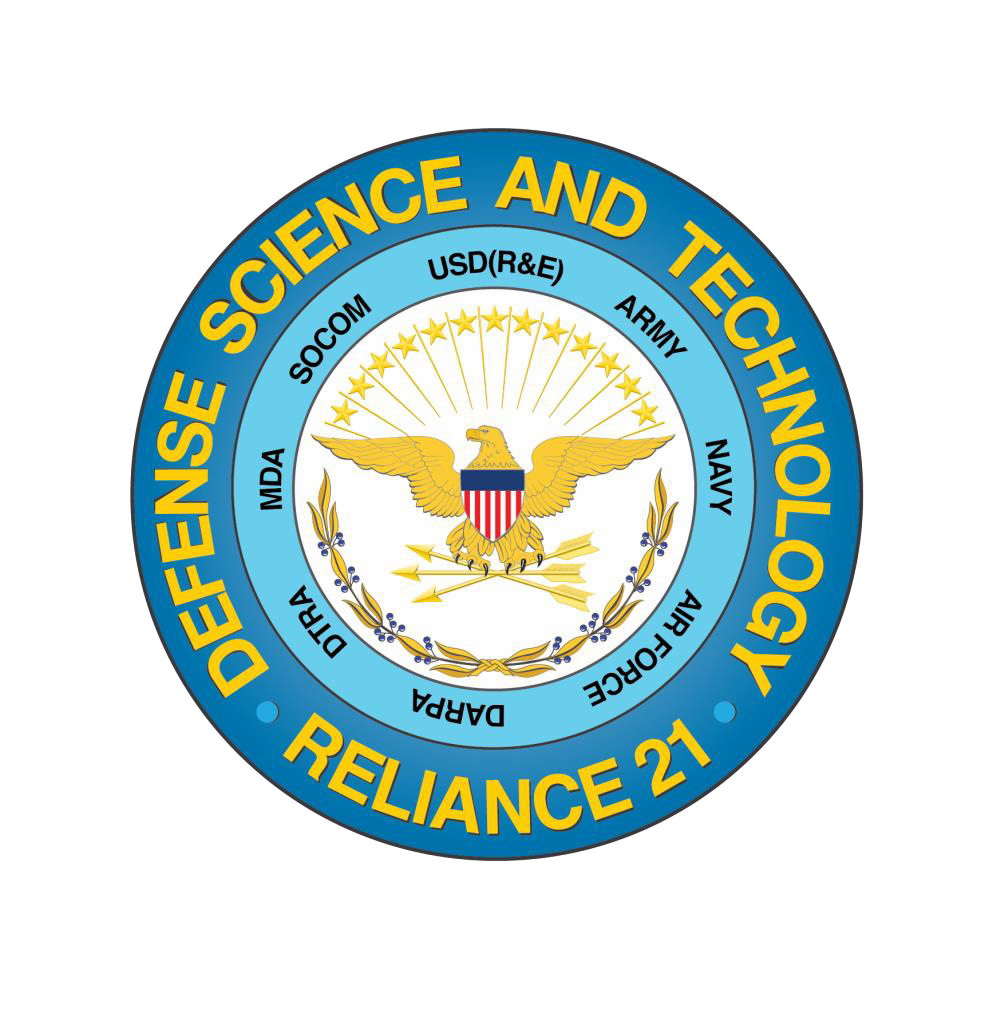 DEFENSE SCIENCE AND TECHNOLOGY
RELIANCE 21
USD(R&E)
ARMY
NAVY
AIR FORCE
DARPA
DTRA
MDA
SOCOM